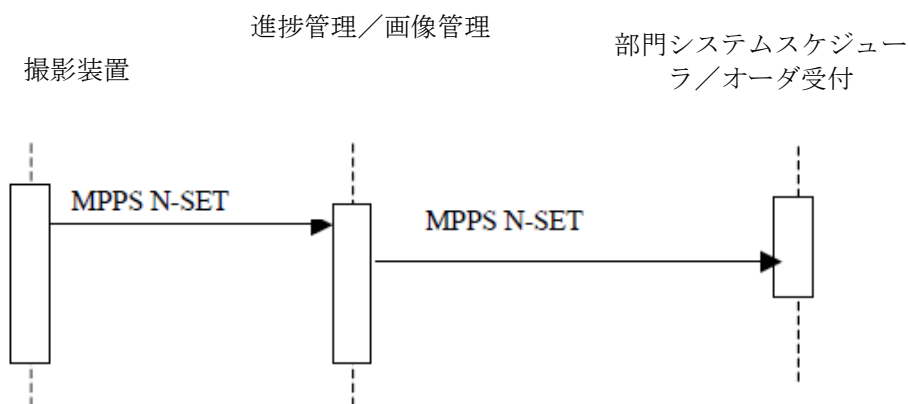 進捗管理／画像管理
部門システムスケジュー
ラ／オーダ受付
撮影装置
MPPS N-SET
MPPS N-SET